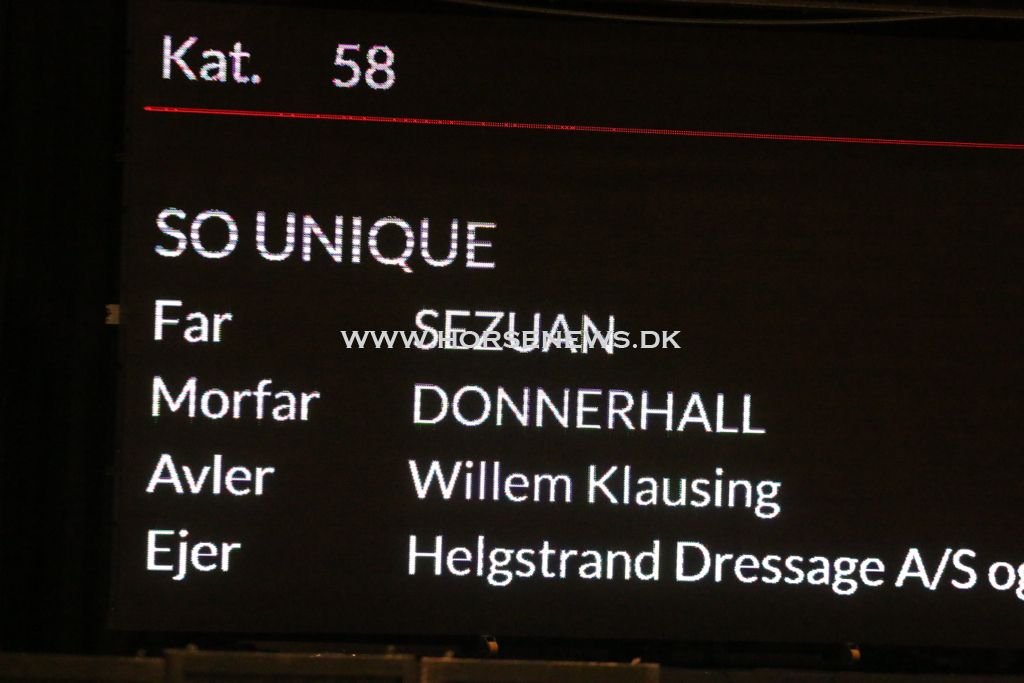 Kat. 58
SO UNIQUE
Far SEZUAN
WWW.HORSENEWS.DK
Morfar DONNERHALL
Avler Willem Klausing
Ejer Helgstrand Dressage A/S og